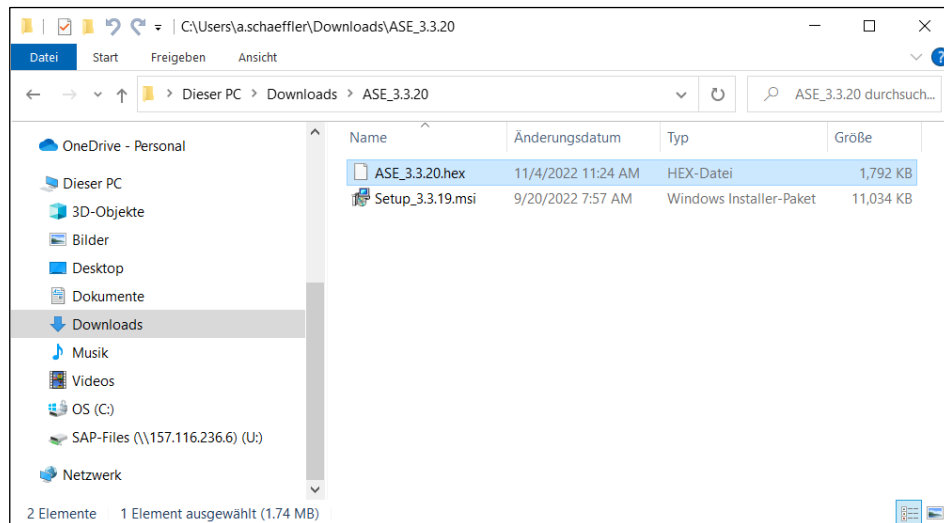 C:\Users\a.schaeffler\Downloads\ASE_3.3.20
Datei Start Freigeben Ansicht
Dieser PC > Downloads > ASE_3.3.20
ASE_3.3.20 durchsuch...
OneDrive - Personal
Dieser PC
3D-Objekte
Bilder
Desktop
Dokumente
Downloads
Musik
Videos
OS (C:)
SAP-Files (\\157.116.236.6) (U:)
Netzwerk
Name Änderungsdatum Typ Größe
ASE_3.3.20.hex 11/4/2022 11:24 AM HEX-Datei 1,792 KB
Setup_3.3.19.msi 9/20/2022 7:57 AM Windows Installer-Paket 11,034 KB
2 Elemente 1 Element ausgewählt (1.74 MB)